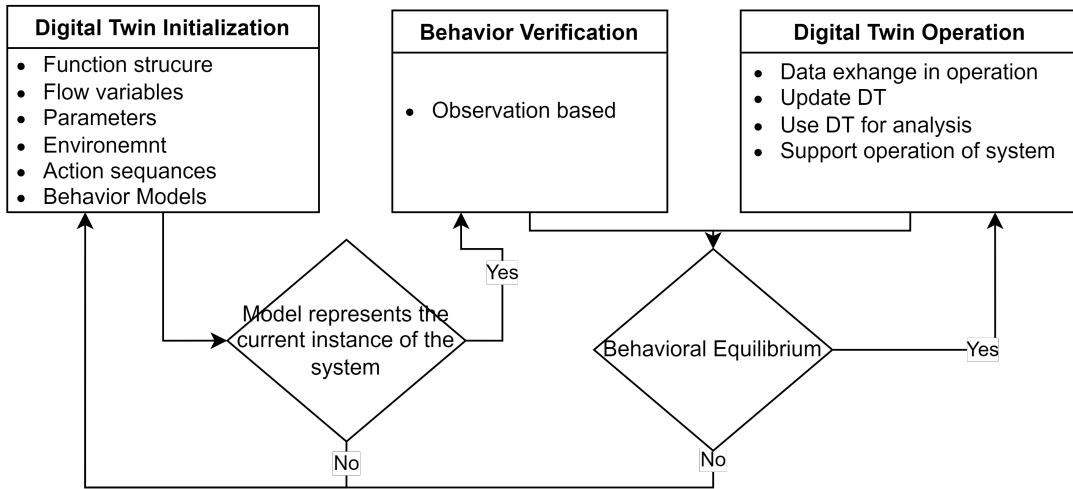 Digital Twin Initialization
• Function strucure
• Flow variables
• Parameters
• Environemnt
• Action sequances
• Behavior Models
Behavior Verification
• Observation based
Digital Twin Operation
• Data exhange in operation
• Update DT
• Use DT for analysis
• Support operation of system
Model represents the
current instance of the
system
Yes
No
Behavioral Equilibrium
Yes
No